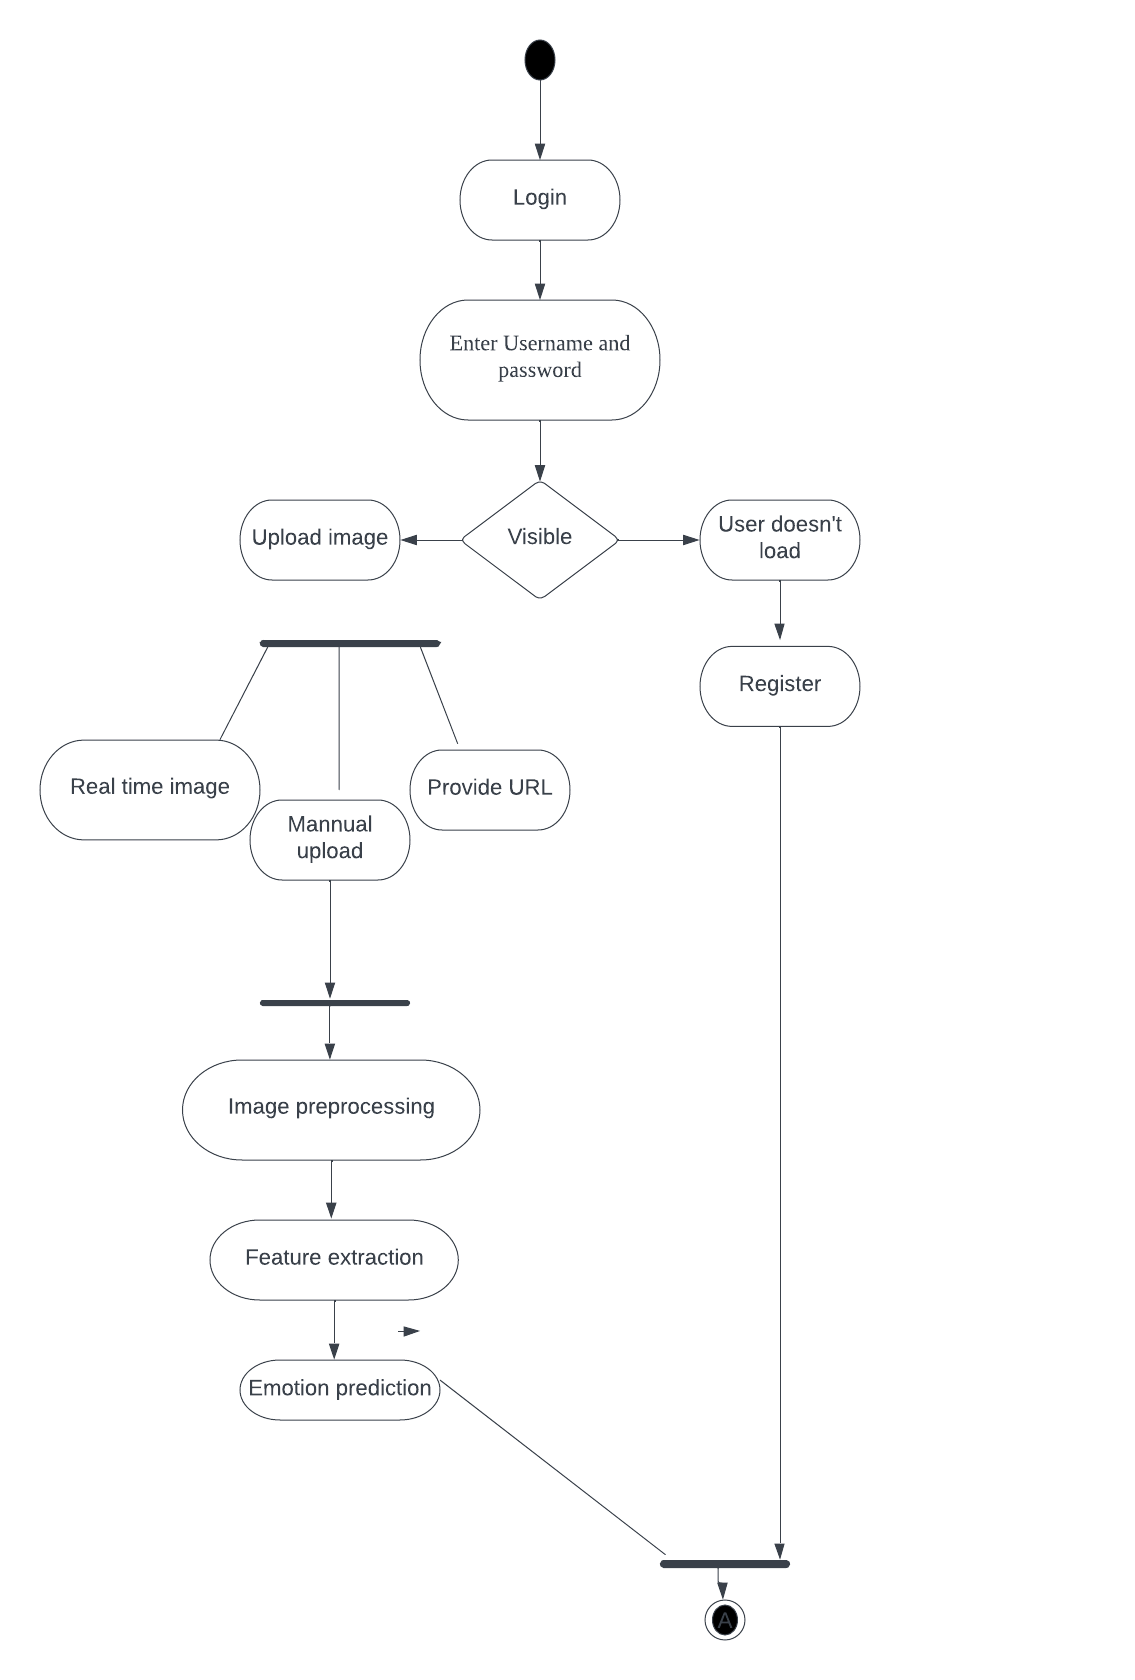 Login
Enter Username and
password
Upload image
Visible
User doesn't
load
Register
Real time image
Mannual
upload
Provide URL
Image preprocessing
Feature extraction
Emotion prediction
A